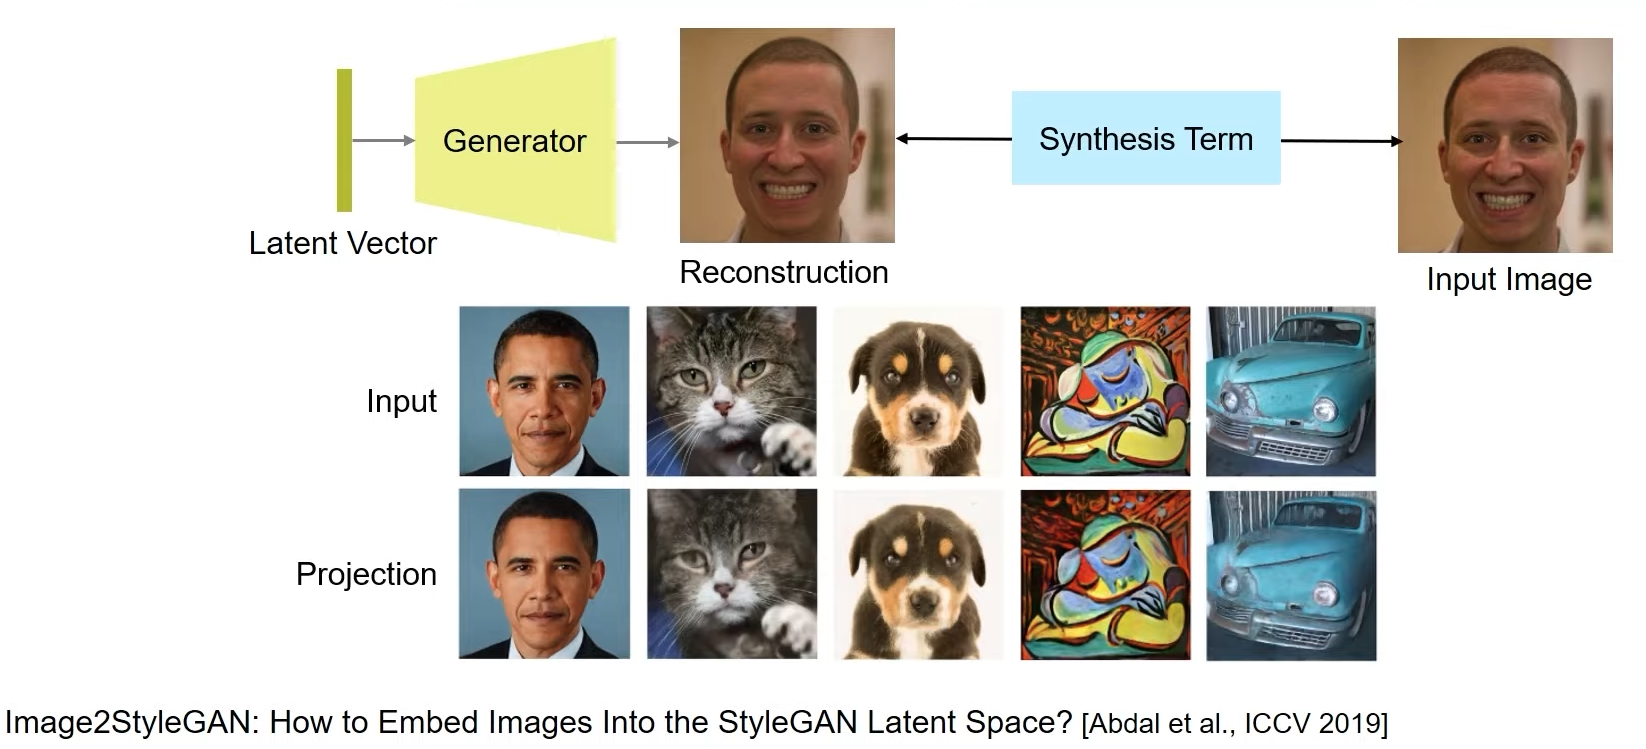 Generator
Synthesis Term
Latent Vector
Reconstruction
Input Image
Input
Projection
Image2StyleGAN: How to Embed Images Into the StyleGAN Latent Space? [Abdal et al., ICCV 2019]